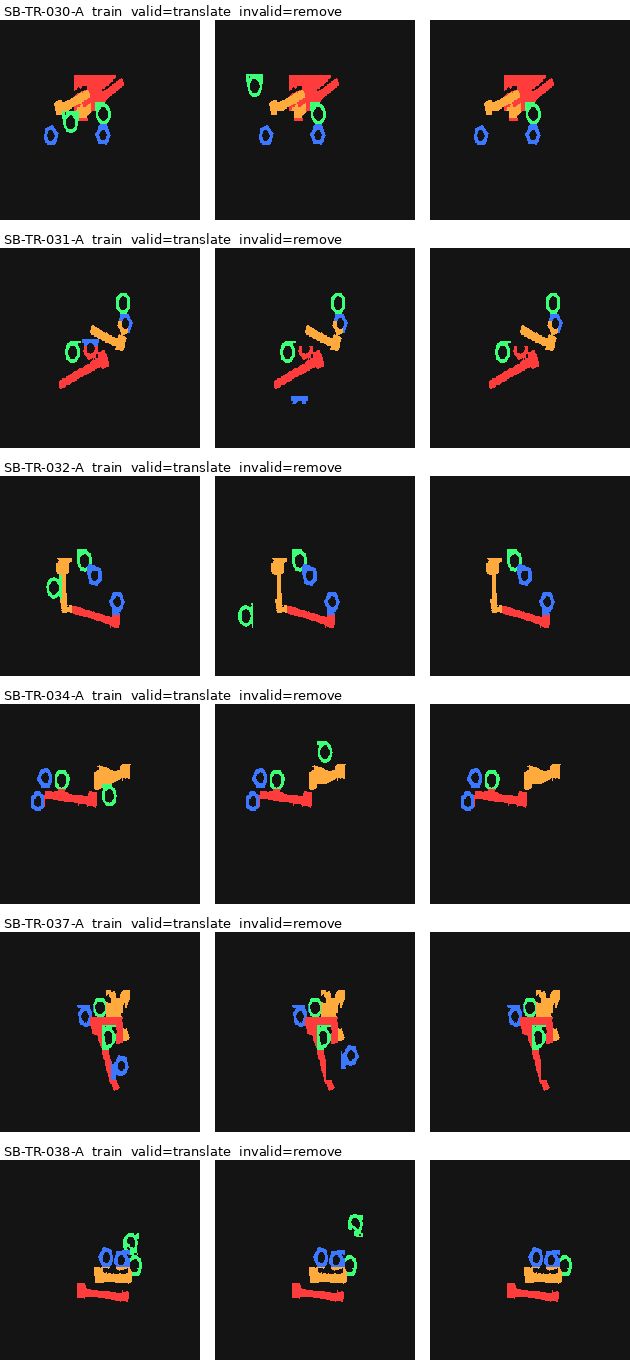 SB-TR-030-A train valid=translate invalid=remove
SB-TR-031-A train valid=translate invalid=remove
SB-TR-032-A train valid=translate invalid=remove
SB-TR-034-A train valid=translate invalid=remove
SB-TR-037-A train valid=translate invalid=remove
SB-TR-038-A train valid=translate invalid=remove